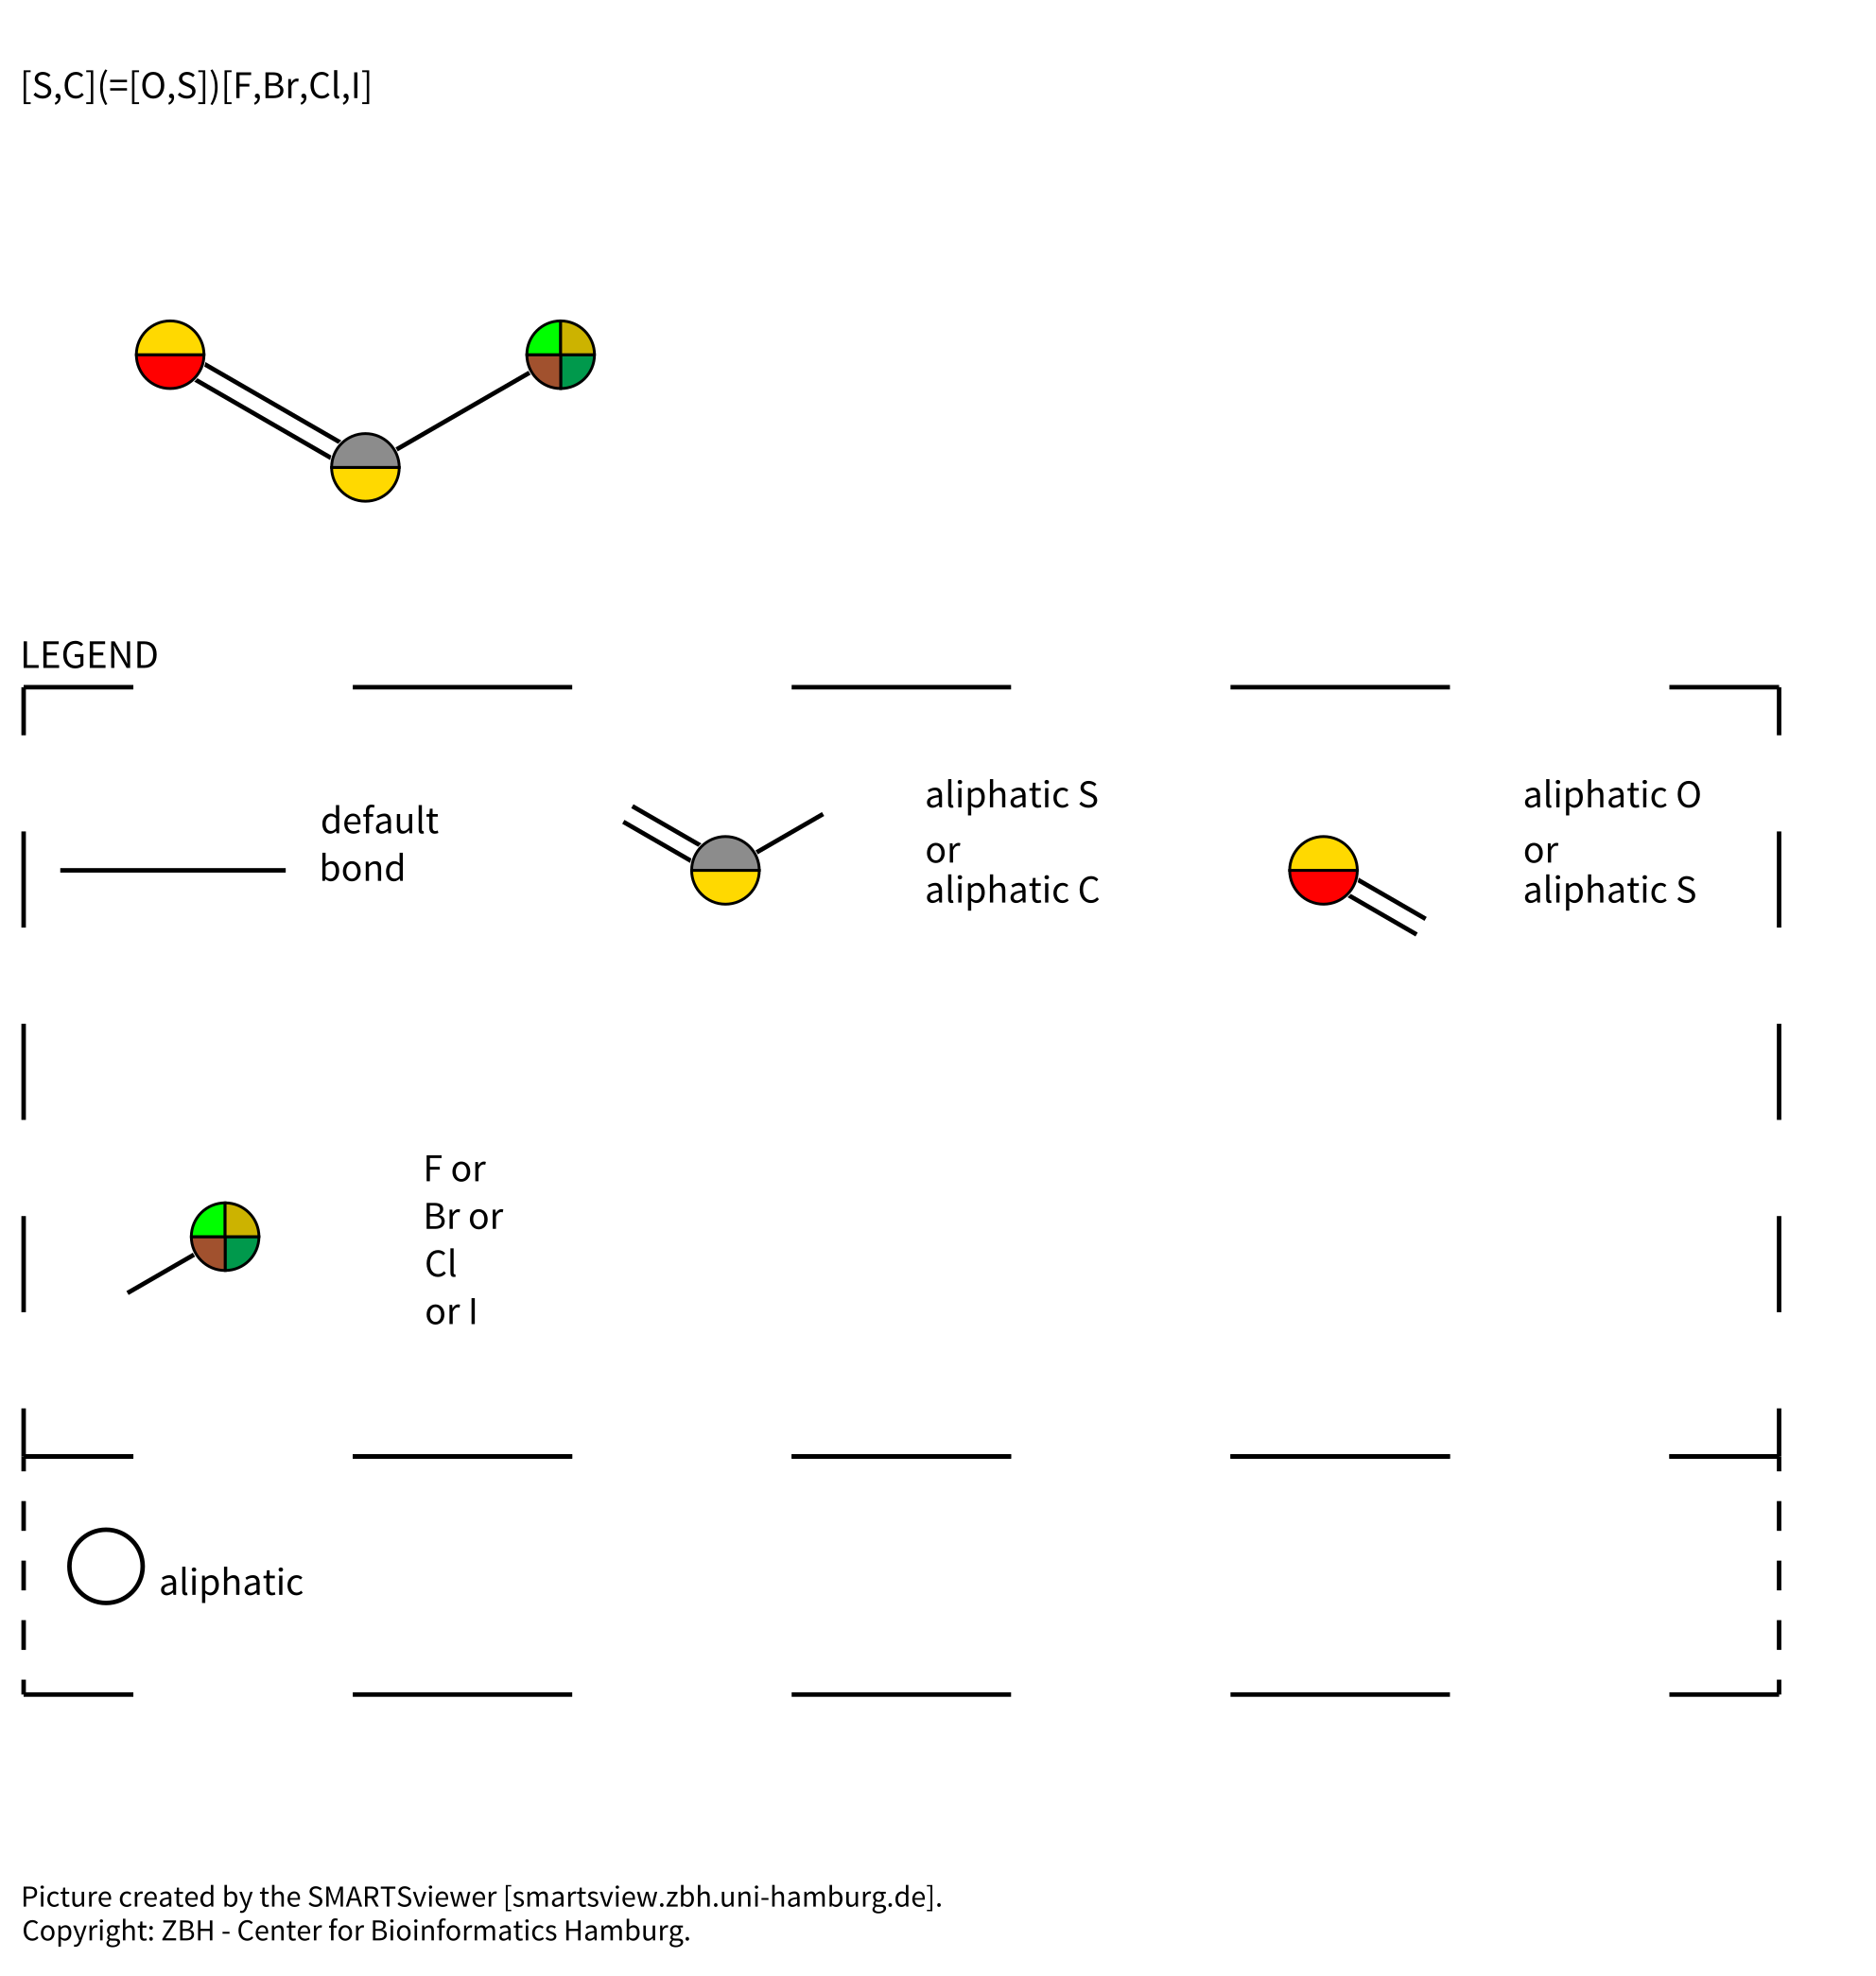 [S,C](=[O,S])[F,Br,Cl,I]
LEGEND
default
bond
aliphatic S
or
aliphatic C
aliphatic O
or
aliphatic S
F or
Br or
Cl
or I
aliphatic
Picture created by the SMARTSviewer [smartsview.zbh.uni-hamburg.de].
Copyright: ZBH - Center for Bioinformatics Hamburg.